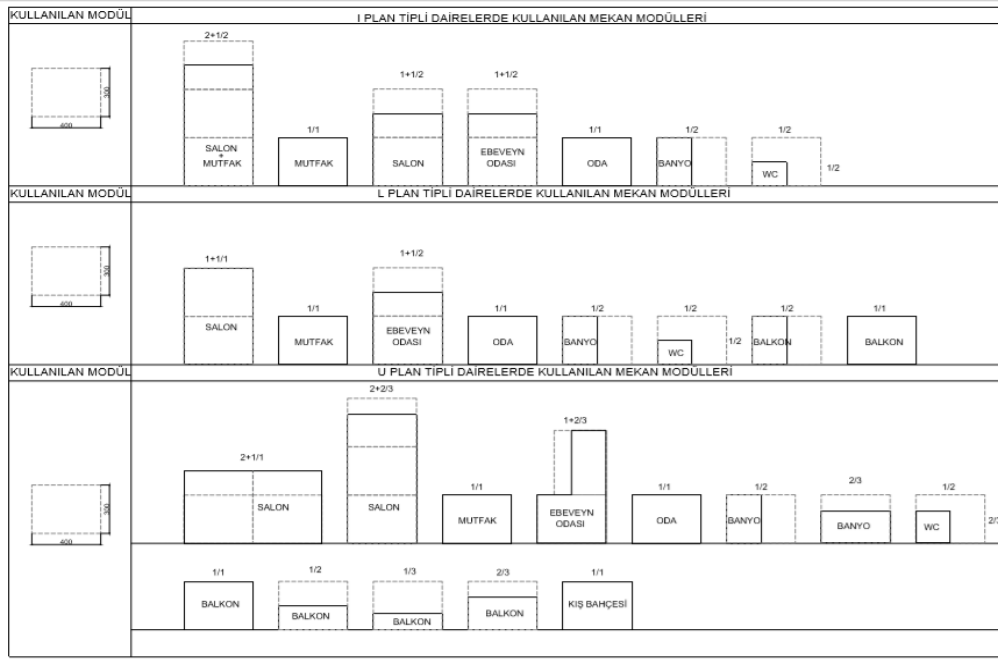 KULLANILAN MODÜL
I PLAN TİPLİ DAİRELERDE KULLANILAN MEKAN MODÜLLERİ
2+1/2
1+1/2
1+1/2
300
400
1/1
1/1
1/2
1/2
SALON
+
MUTFAK
MUTFAK
SALON
EBEVEYN
ODASI
ODA
BANYO
WC
1/2
KULLANILAN MODÜL
L PLAN TİPLİ DAİRELERDE KULLANILAN MEKAN MODÜLLERİ
300
400
1+1/1
1+1/2
1/1
1/1
1/2
1/2
1/2
1/1
SALON
MUTFAK
EBEVEYN
ODASI
ODA
BANYO
WC
1/2
BALKON
BALKON
KULLANILAN MODÜL
U PLAN TİPLİ DAİRELERDE KULLANILAN MEKAN MODÜLLERİ
300
400
2+2/3
1+2/3
2+1/1
1/1
1/1
1/2
2/3
1/2
SALON
SALON
MUTFAK
EBEVEYN
ODASI
ODA
BANYO
BANYO
WC
2/3
1/1
1/2
1/3
2/3
1/1
BALKON
BALKON
BALKON
BALKON
KIŞ BAHÇESİ